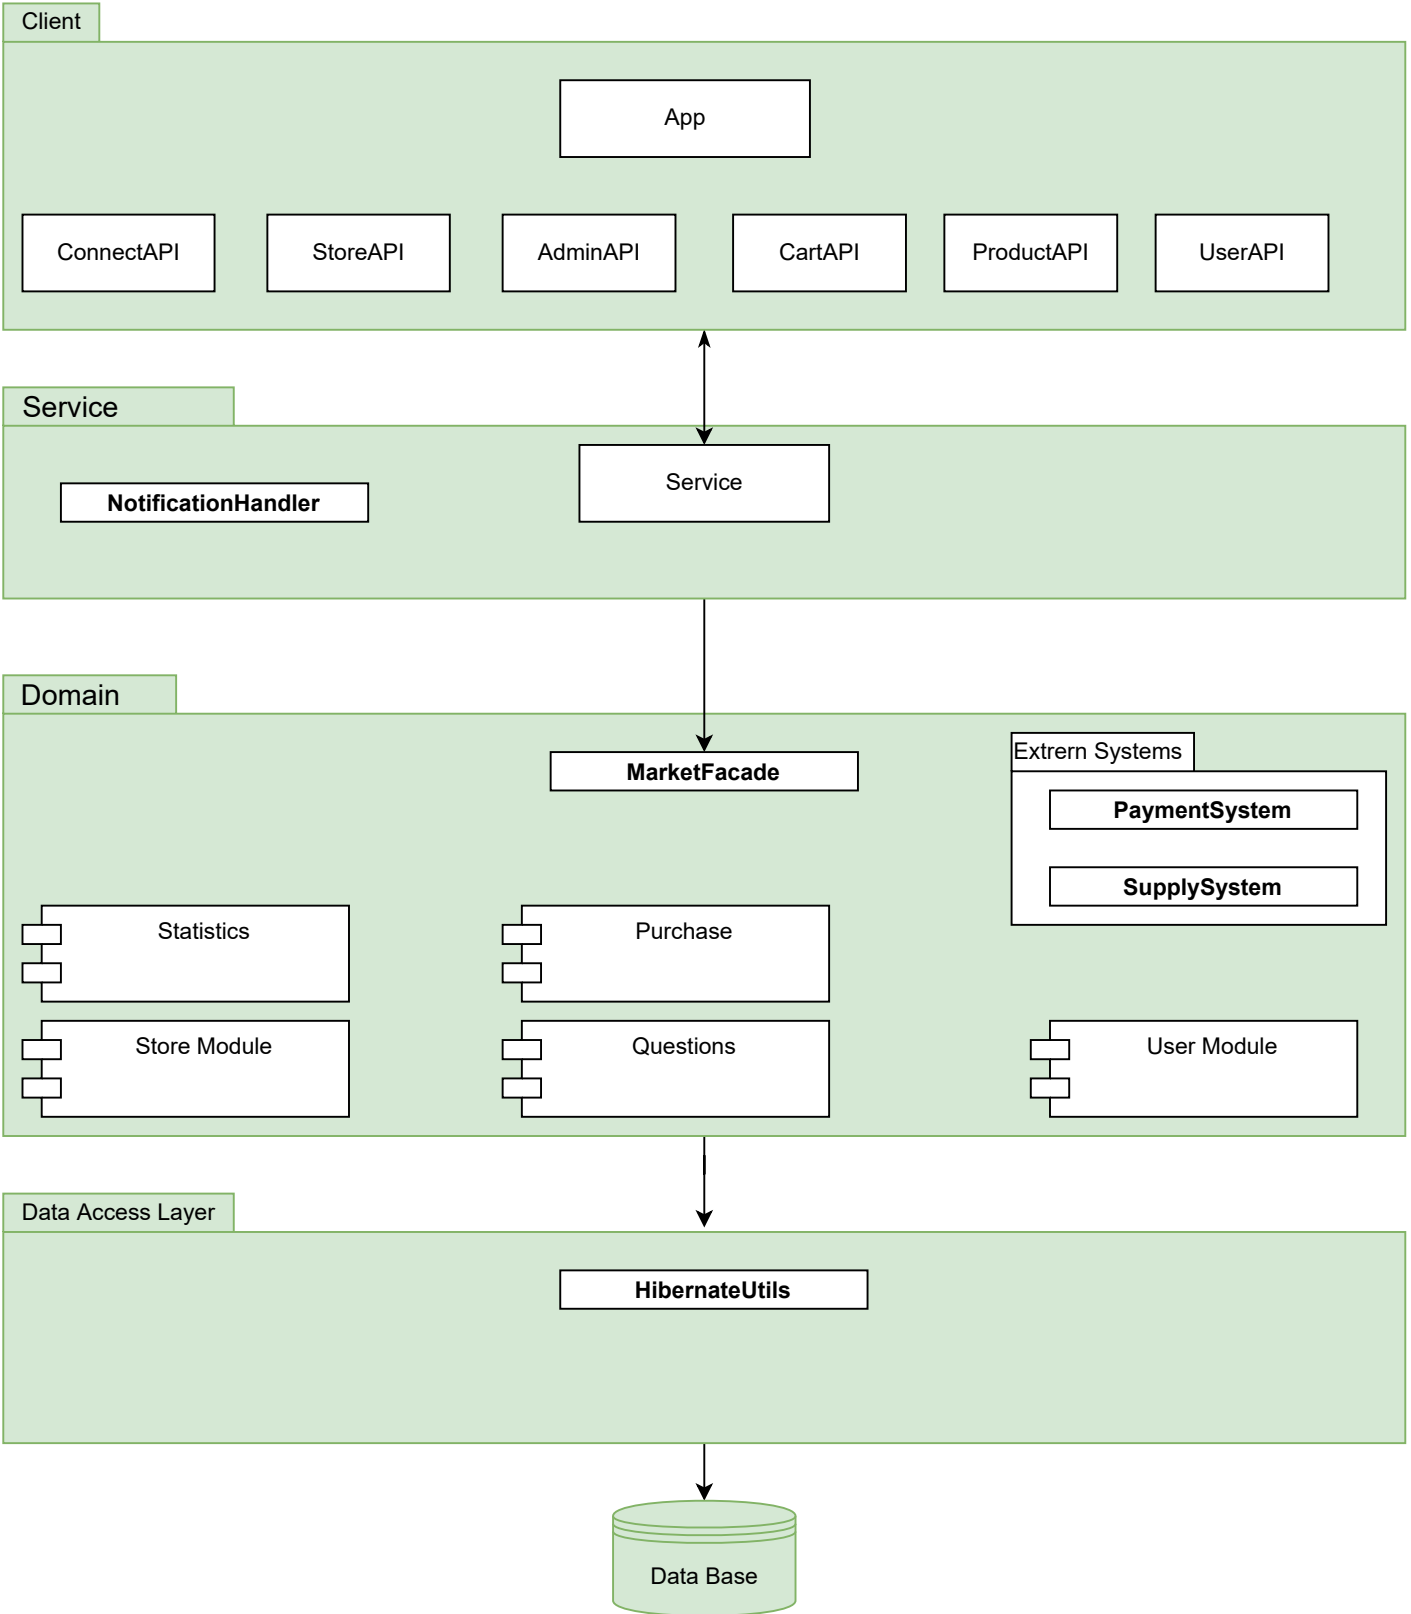 Client
App
ConnectAPI
StoreAPI
AdminAPI
CartAPI
ProductAPI
UserAPI
Service
Service
NotificationHandler
Domain
MarketFacade
Extrern Systems
PaymentSystem
SupplySystem
Statistics
Purchase
Store Module
Questions
User Module
Data Access Layer
HibernateUtils
Data Base